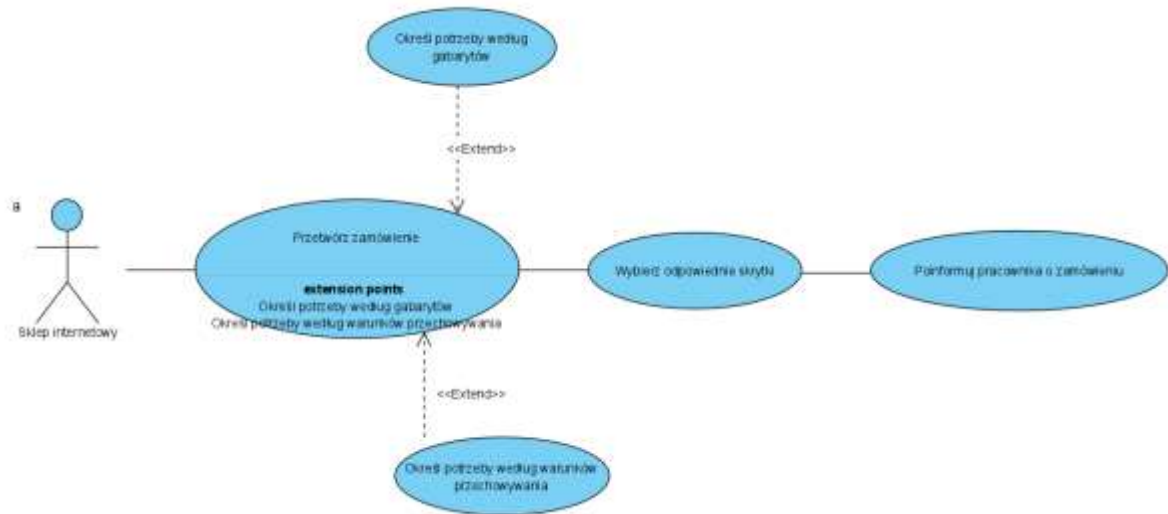 Określ potrzeby według
gabarytów
<<Extend>>
Przetwórz zamówienie
extension points
Określ potrzeby według gabarytów
Określ potrzeby według warunków przechowywania
Sklep internetowy
Wybierz odpowiednie skrytki
Poinformuj pracownika o zamówieniu
<<Extend>>
Określ potrzeby według warunków
przechowywania